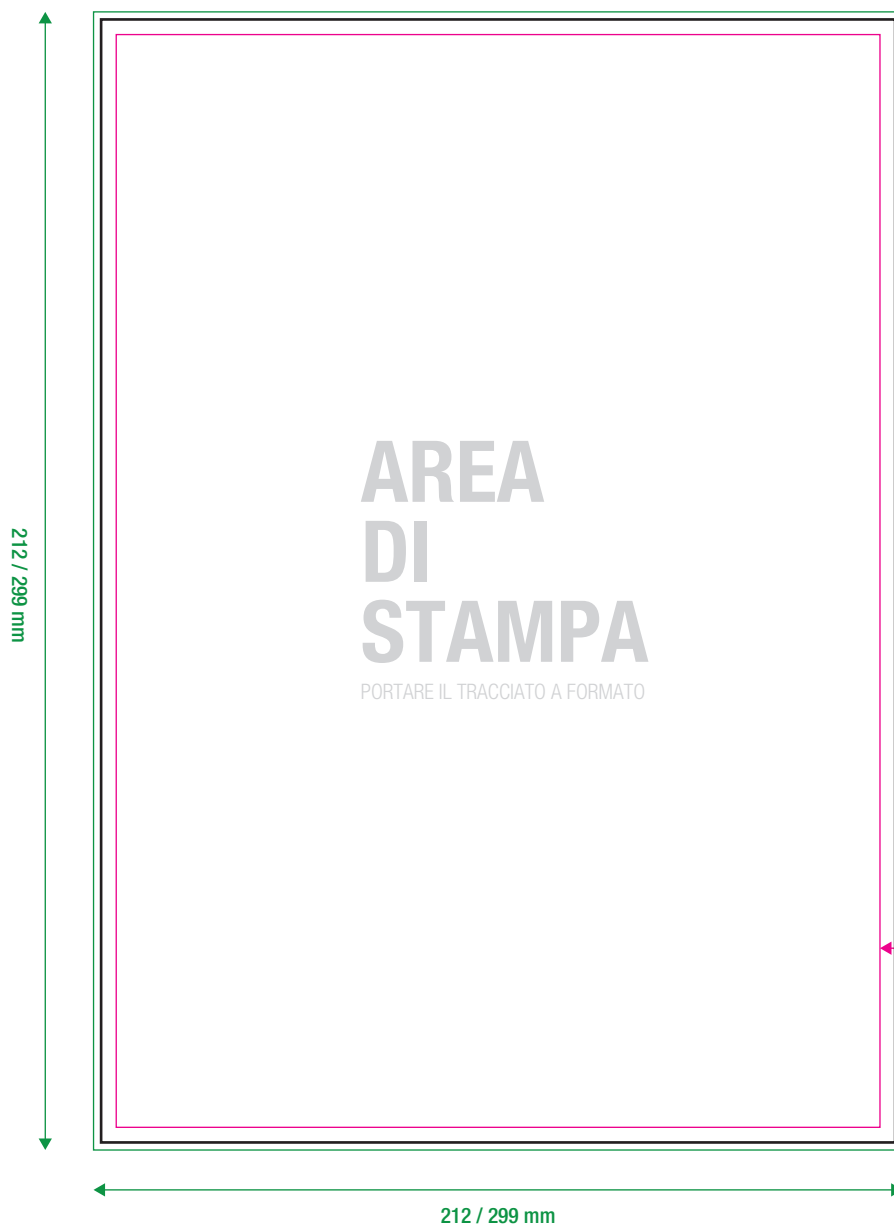 212 / 299 mm
AREA
DI
STAMPA
PORTARE IL TRACCIATO A FORMATO
212 / 299 mm